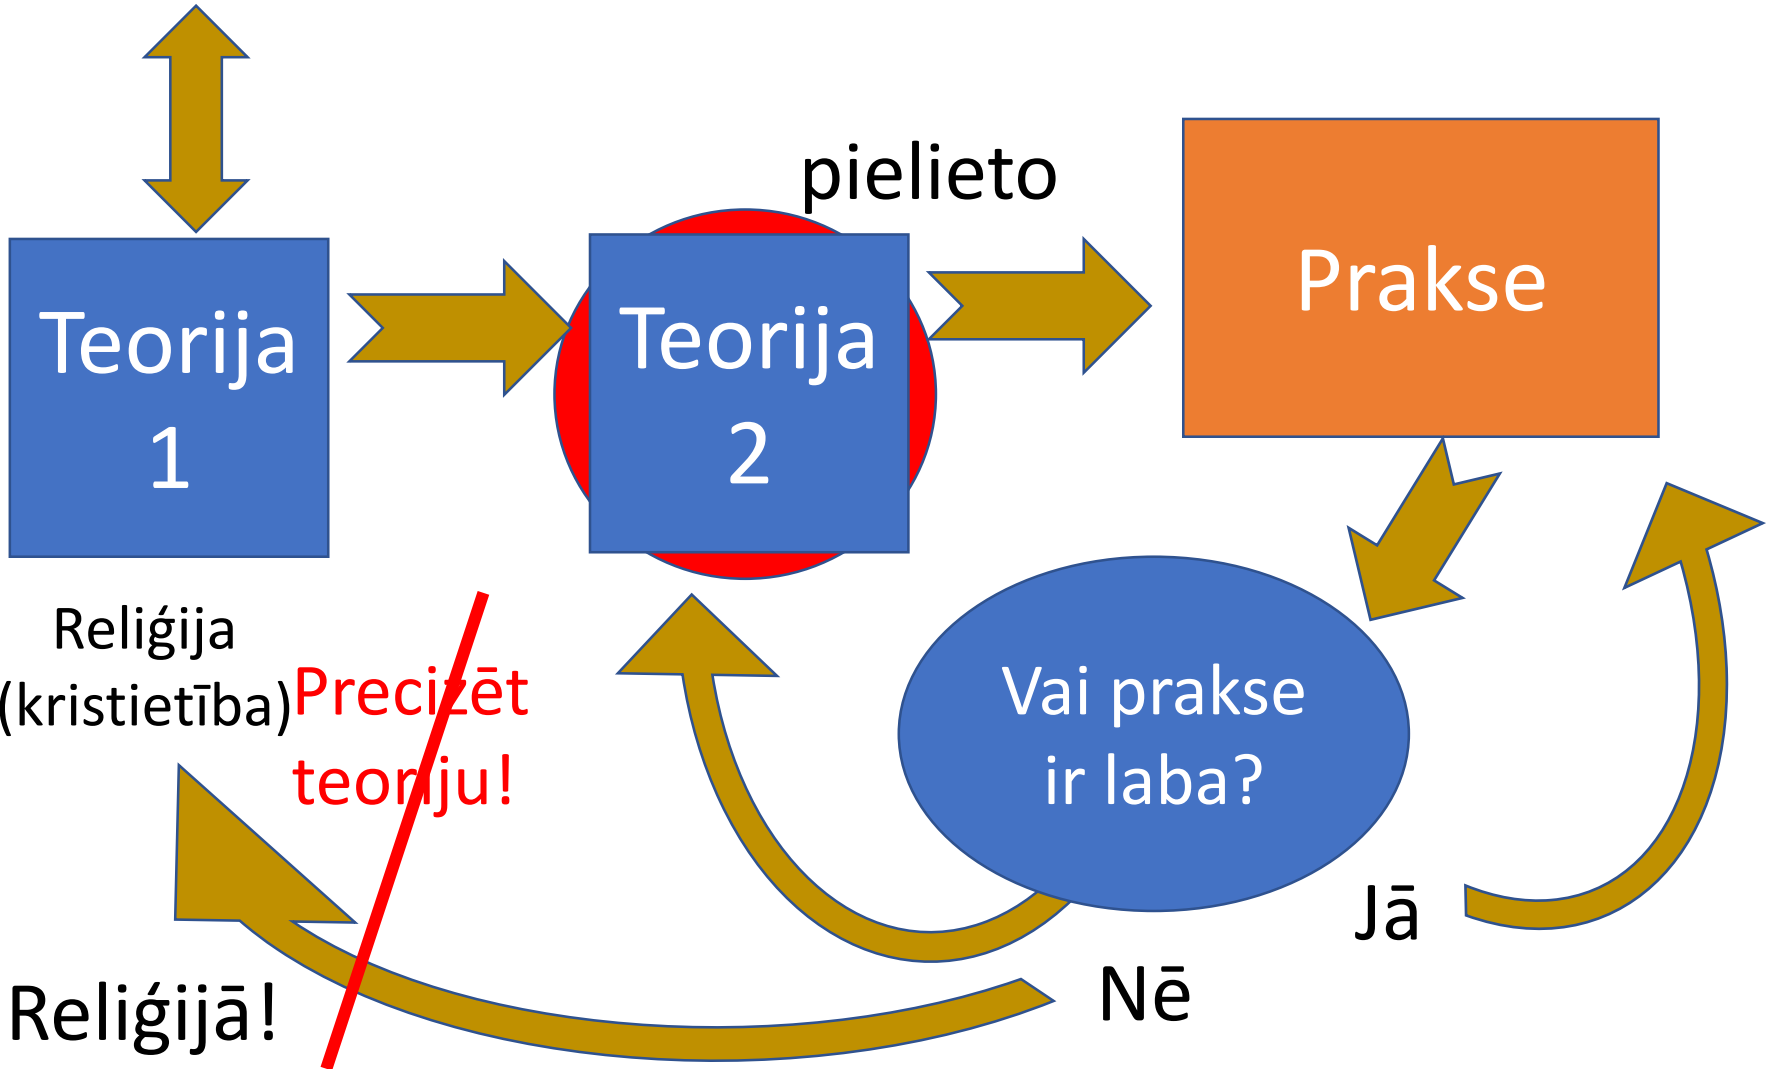 pielieto
Prakse
Teorija
1
Teorija
2
Reliģija
(kristietība)
Precizēt
teoriju!
Vai prakse
ir laba?
Jā
Nē
Reliģijā!